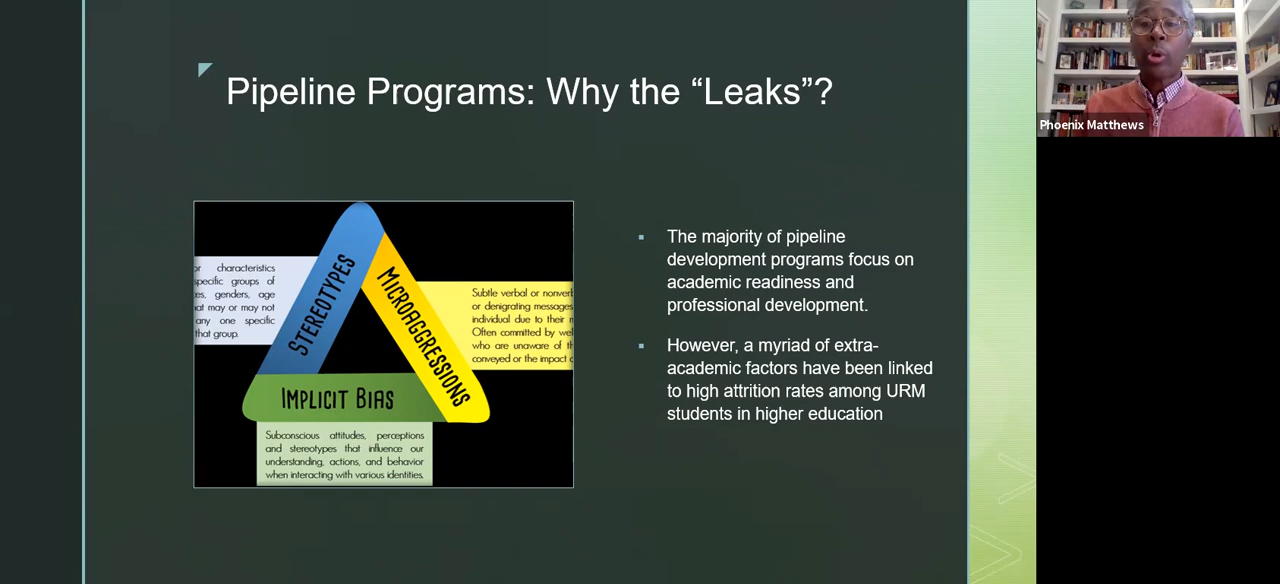 Pipeline Programs: Why the “Leaks”?
Phoenix Matthews
STEREOTYPES
MICROAGGRESSIONS
IMPLICIT BIAS
characteristics
specific groups of
genders, age
may or may not
any one specific
that group.
Subtle verbal or
or denigrating messages
individual due to their
Often committed by
who are unaware of
conveyed or the impact
Subconscious attitudes, perceptions
and stereotypes that influence our
understanding, actions, and behavior
when interacting with various identities.
▪ The majority of pipeline
development programs focus on
academic readiness and
professional development.
▪ However, a myriad of extra-
academic factors have been linked
to high attrition rates among URM
students in higher education